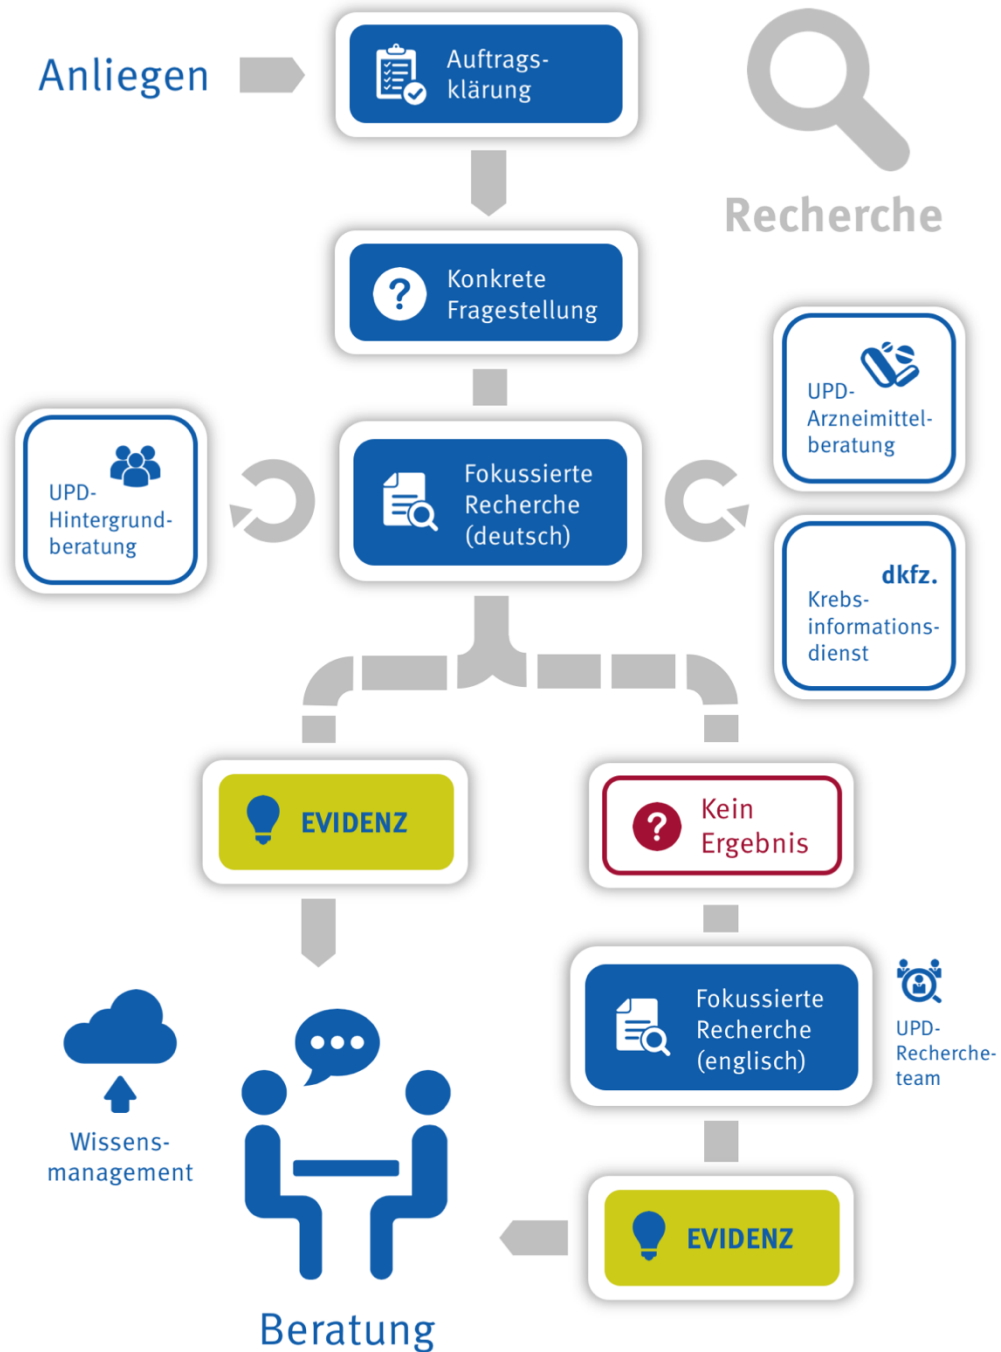 Anliegen
Auftrags-
klärung
Recherche
Konkrete
Fragestellung
UPD-
Arzneimittel-
beratung
UPD-
Hintergrund-
beratung
Fokussierte
Recherche
(deutsch)
dkfz.
Krebs-
informations-
dienst
EVIDENZ
Kein
Ergebnis
Fokussierte
Recherche
(englisch)
UPD-
Recherche-
team
Wissens-
management
EVIDENZ
Beratung